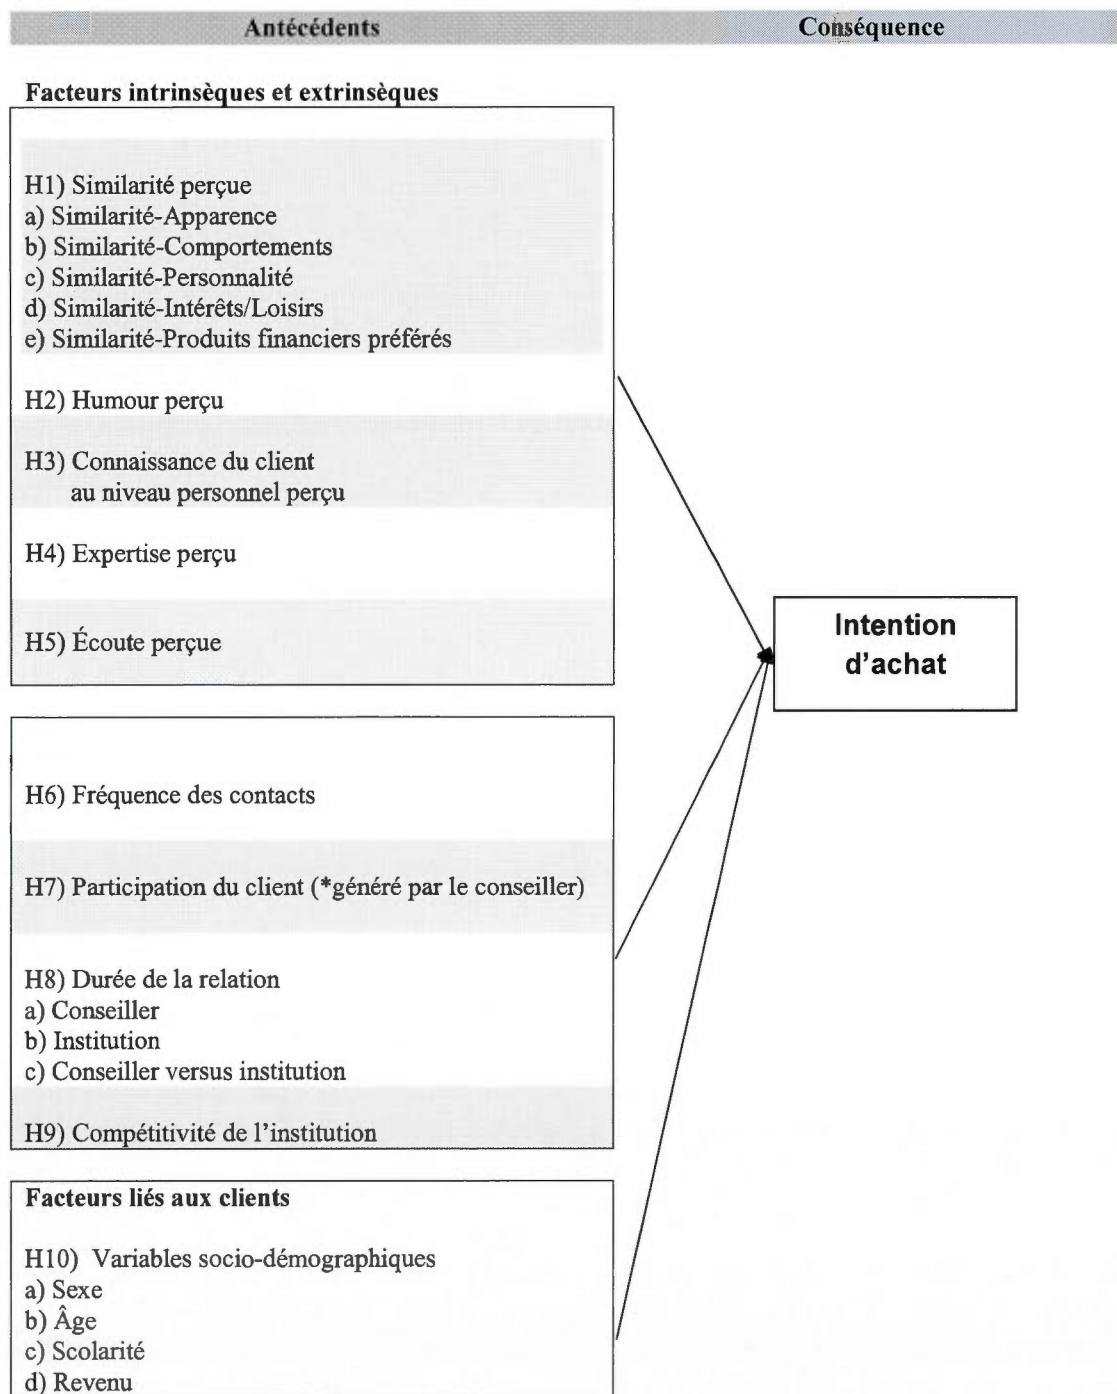 Antécédents
Conséquence
Facteurs intrinsèques et extrinsèques
H1) Similarité perçue
a) Similarité-Apparence
b) Similarité-Comportements
c) Similarité-Personnalité
d) Similarité-Intérêts/Loisirs
e) Similarité-Produits financiers préférés
H2) Humour perçu
H3) Connaissance du client
au niveau personnel perçu
H4) Expertise perçu
H5) Écoute perçue
Intention
d'achat
H6) Fréquence des contacts
H7) Participation du client (*généré par le conseiller)
H8) Durée de la relation
a) Conseiller
b) Institution
c) Conseiller versus institution
H9) Compétitivité de l'institution
Facteurs liés aux clients
H10) Variables socio-démographiques
a) Sexe
b) Âge
c) Scolarité
d) Revenu